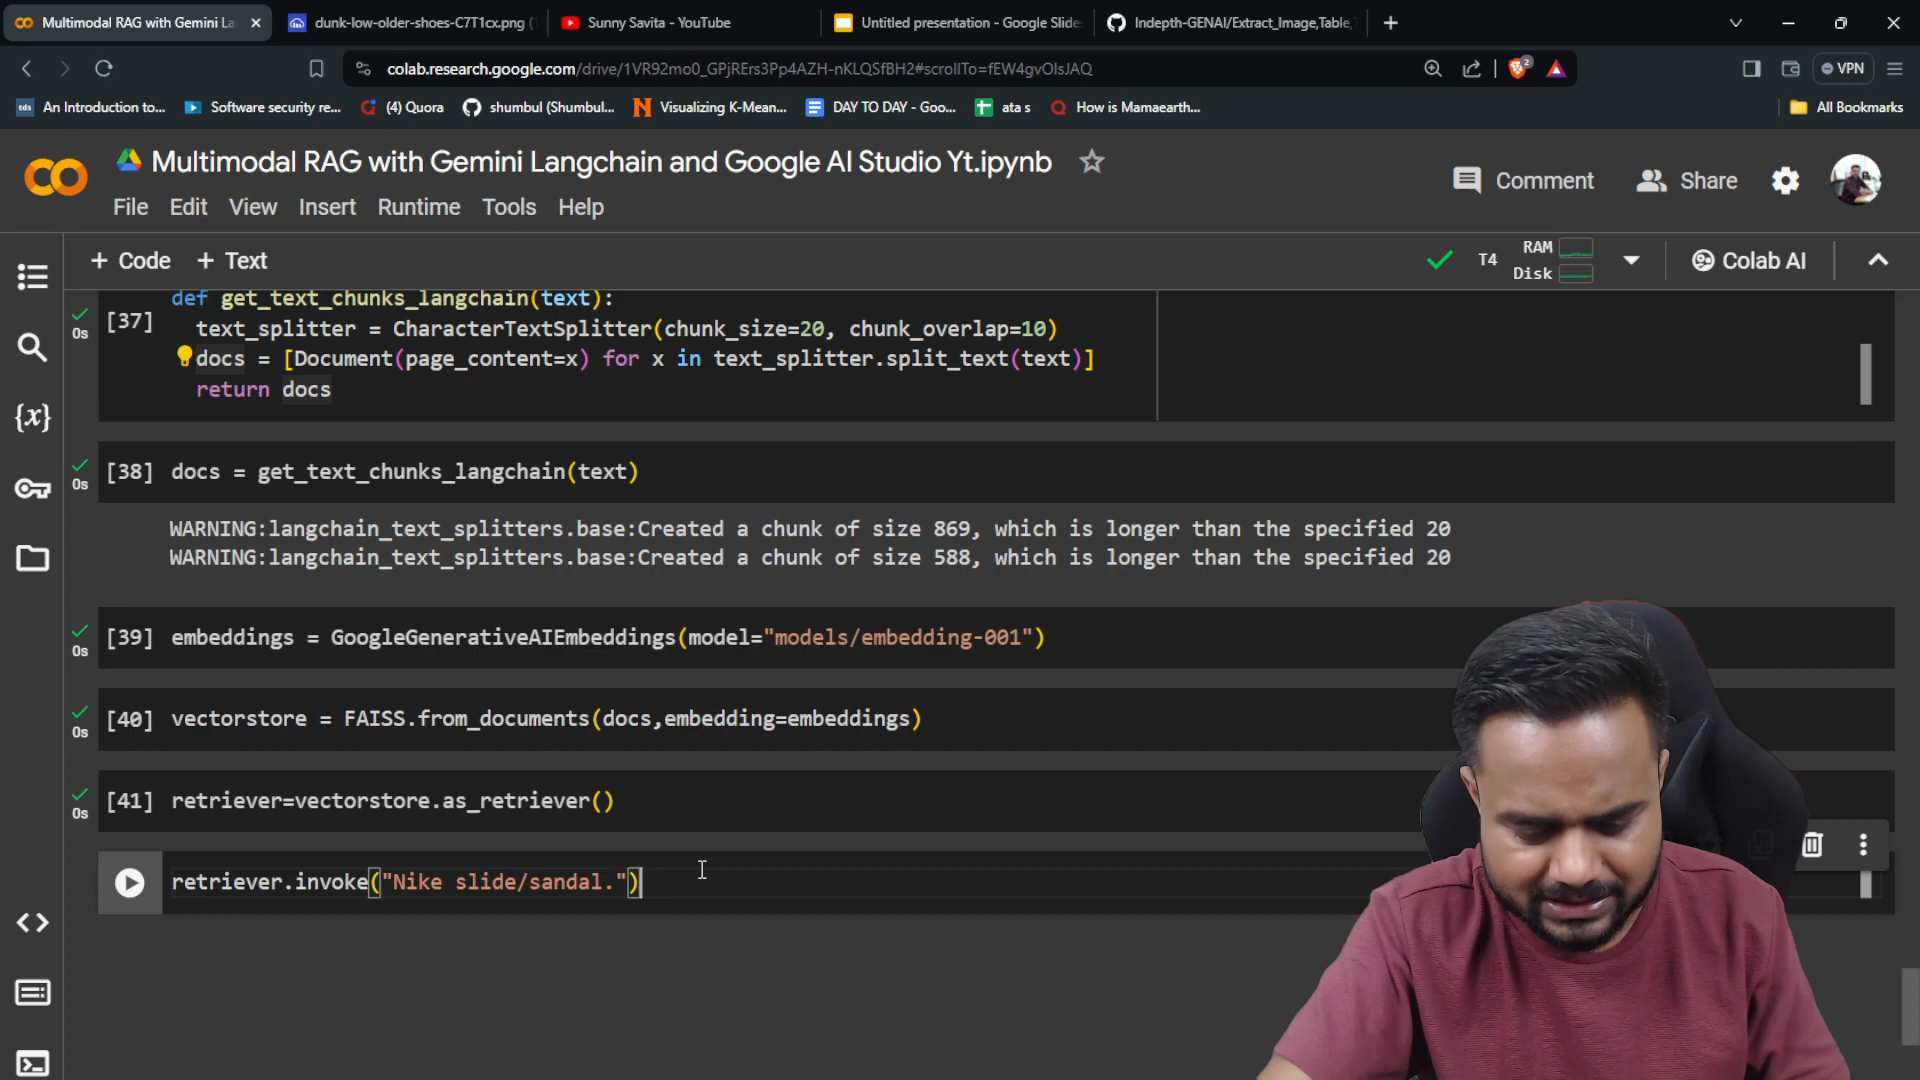 Multimodal RAG with Gemini La
dunk-low-older-shoes-C7T1cx.png (
Sunny Savita - YouTube
Untitled presentation - Google Slide
Indepth-GENAI/Extract_Image,Table,
colab.research.google.com/drive/1VR92mo0_GPjRErs3Pp4AZH-nKLQSfBH2#scrollTo=fEW4gvOIsJAQ
2
VPN
tds An Introduction to...
Software security re...
(4) Quora
shumbul (Shumbul...
Visualizing K-Mean...
DAY TO DAY - Goo...
ata s
How is Mamaearth...
All Bookmarks
Multimodal RAG with Gemini Langchain and Google AI Studio Yt.ipynb
Comment
Share
File Edit View Insert Runtime Tools Help
+ Code + Text
T4
RAM
Disk
Colab AI
def get_text_chunks_langchain(text):
[37]
0s
text_splitter = CharacterTextSplitter(chunk_size=20, chunk_overlap=10)
docs = [Document(page_content=x) for x in text_splitter.split_text(text)]
return docs
{x}
[38] docs = get_text_chunks_langchain(text)
0s
WARNING:langchain_text_splitters.base:Created a chunk of size 869, which is longer than the specified 20
WARNING:langchain_text_splitters.base:Created a chunk of size 588, which is longer than the specified 20
[39] embeddings = GoogleGenerativeAIEmbeddings(model="models/embedding-001")
0s
[40] vectorstore = FAISS.from_documents(docs,embedding=embeddings)
0s
[41] retriever=vectorstore.as_retriever()
0s
retriever.invoke("Nike slide/sandal.")